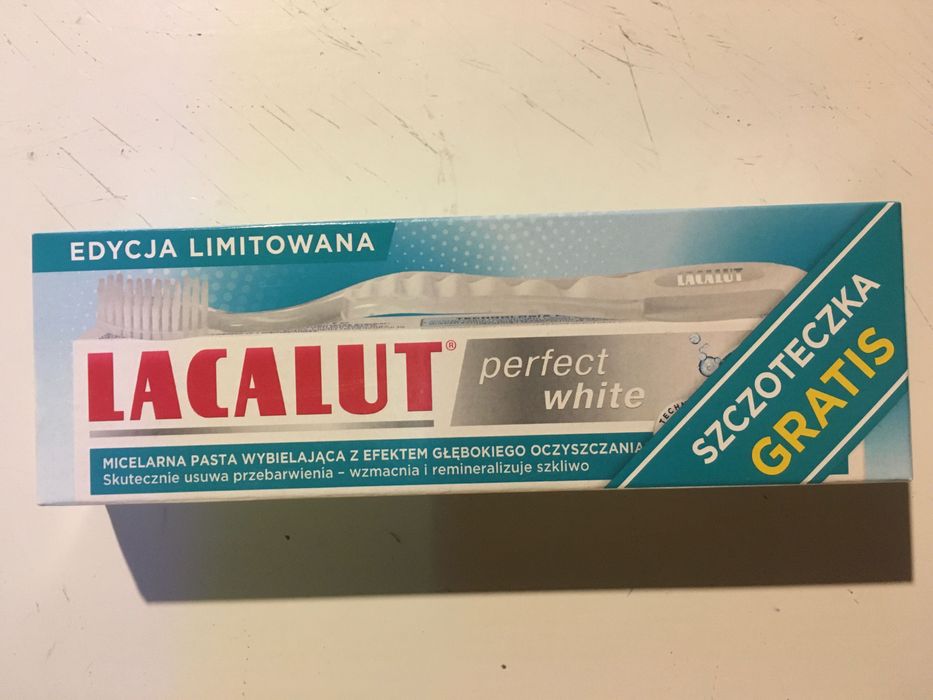 EDYCJA LIMITOWANA
LACALUT
LACALUT®
perfect
white
MICELARNA PASTA WYBIELAJĄCA Z EFEKTEM GŁĘBOKIEGO OCZYSZCZANIA
Skutecznie usuwa przebarwienia – wzmacnia i remineralizuje szkliwo
SZCZOTECZKA
GRATIS